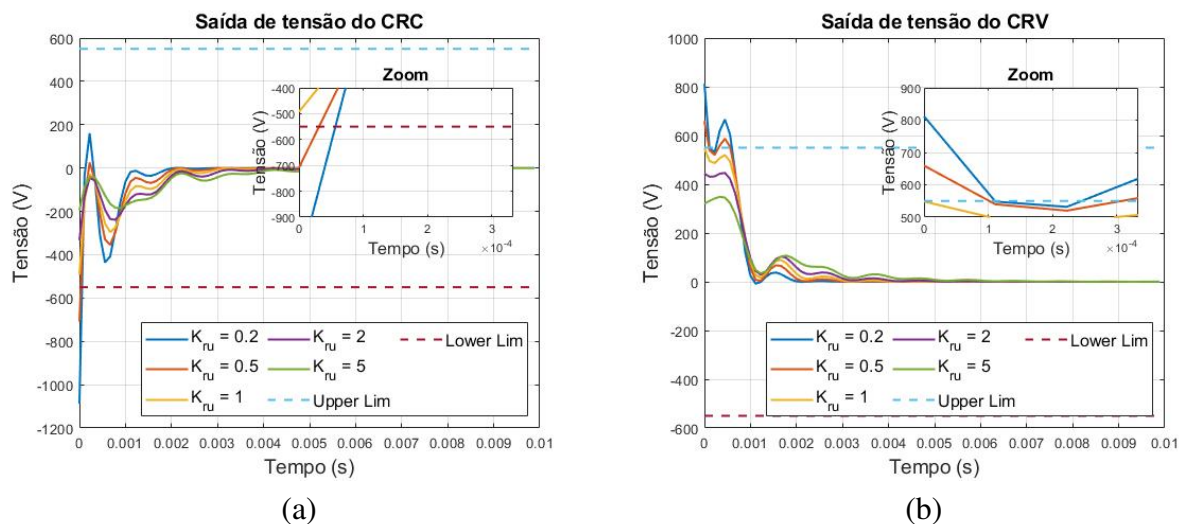 Saída de tensão do CRC
600
400
200
0
-200
-400
-600
-800
-1000
-1200
Tensão (V)
0 0.001 0.002 0.003 0.004 0.005 0.006 0.007 0.008 0.009 0.01
Tempo (s)
Zoom
-400
-500
-600
-700
-800
-900
Tensão (V)
0 1 2 3
×10⁻⁴
Tempo (s)
K_ru = 0.2 K_ru = 2 Lower Lim
K_ru = 0.5 K_ru = 5
K_ru = 1 Upper Lim
(a)
Saída de tensão do CRV
1000
800
600
400
200
0
-200
-400
-600
Tensão (V)
0 0.001 0.002 0.003 0.004 0.005 0.006 0.007 0.008 0.009 0.01
Tempo (s)
Zoom
900
800
700
600
500
Tensão (V)
0 1 2 3
×10⁻⁴
Tempo (s)
K_ru = 0.2 K_ru = 2 Lower Lim
K_ru = 0.5 K_ru = 5
K_ru = 1 Upper Lim
(b)